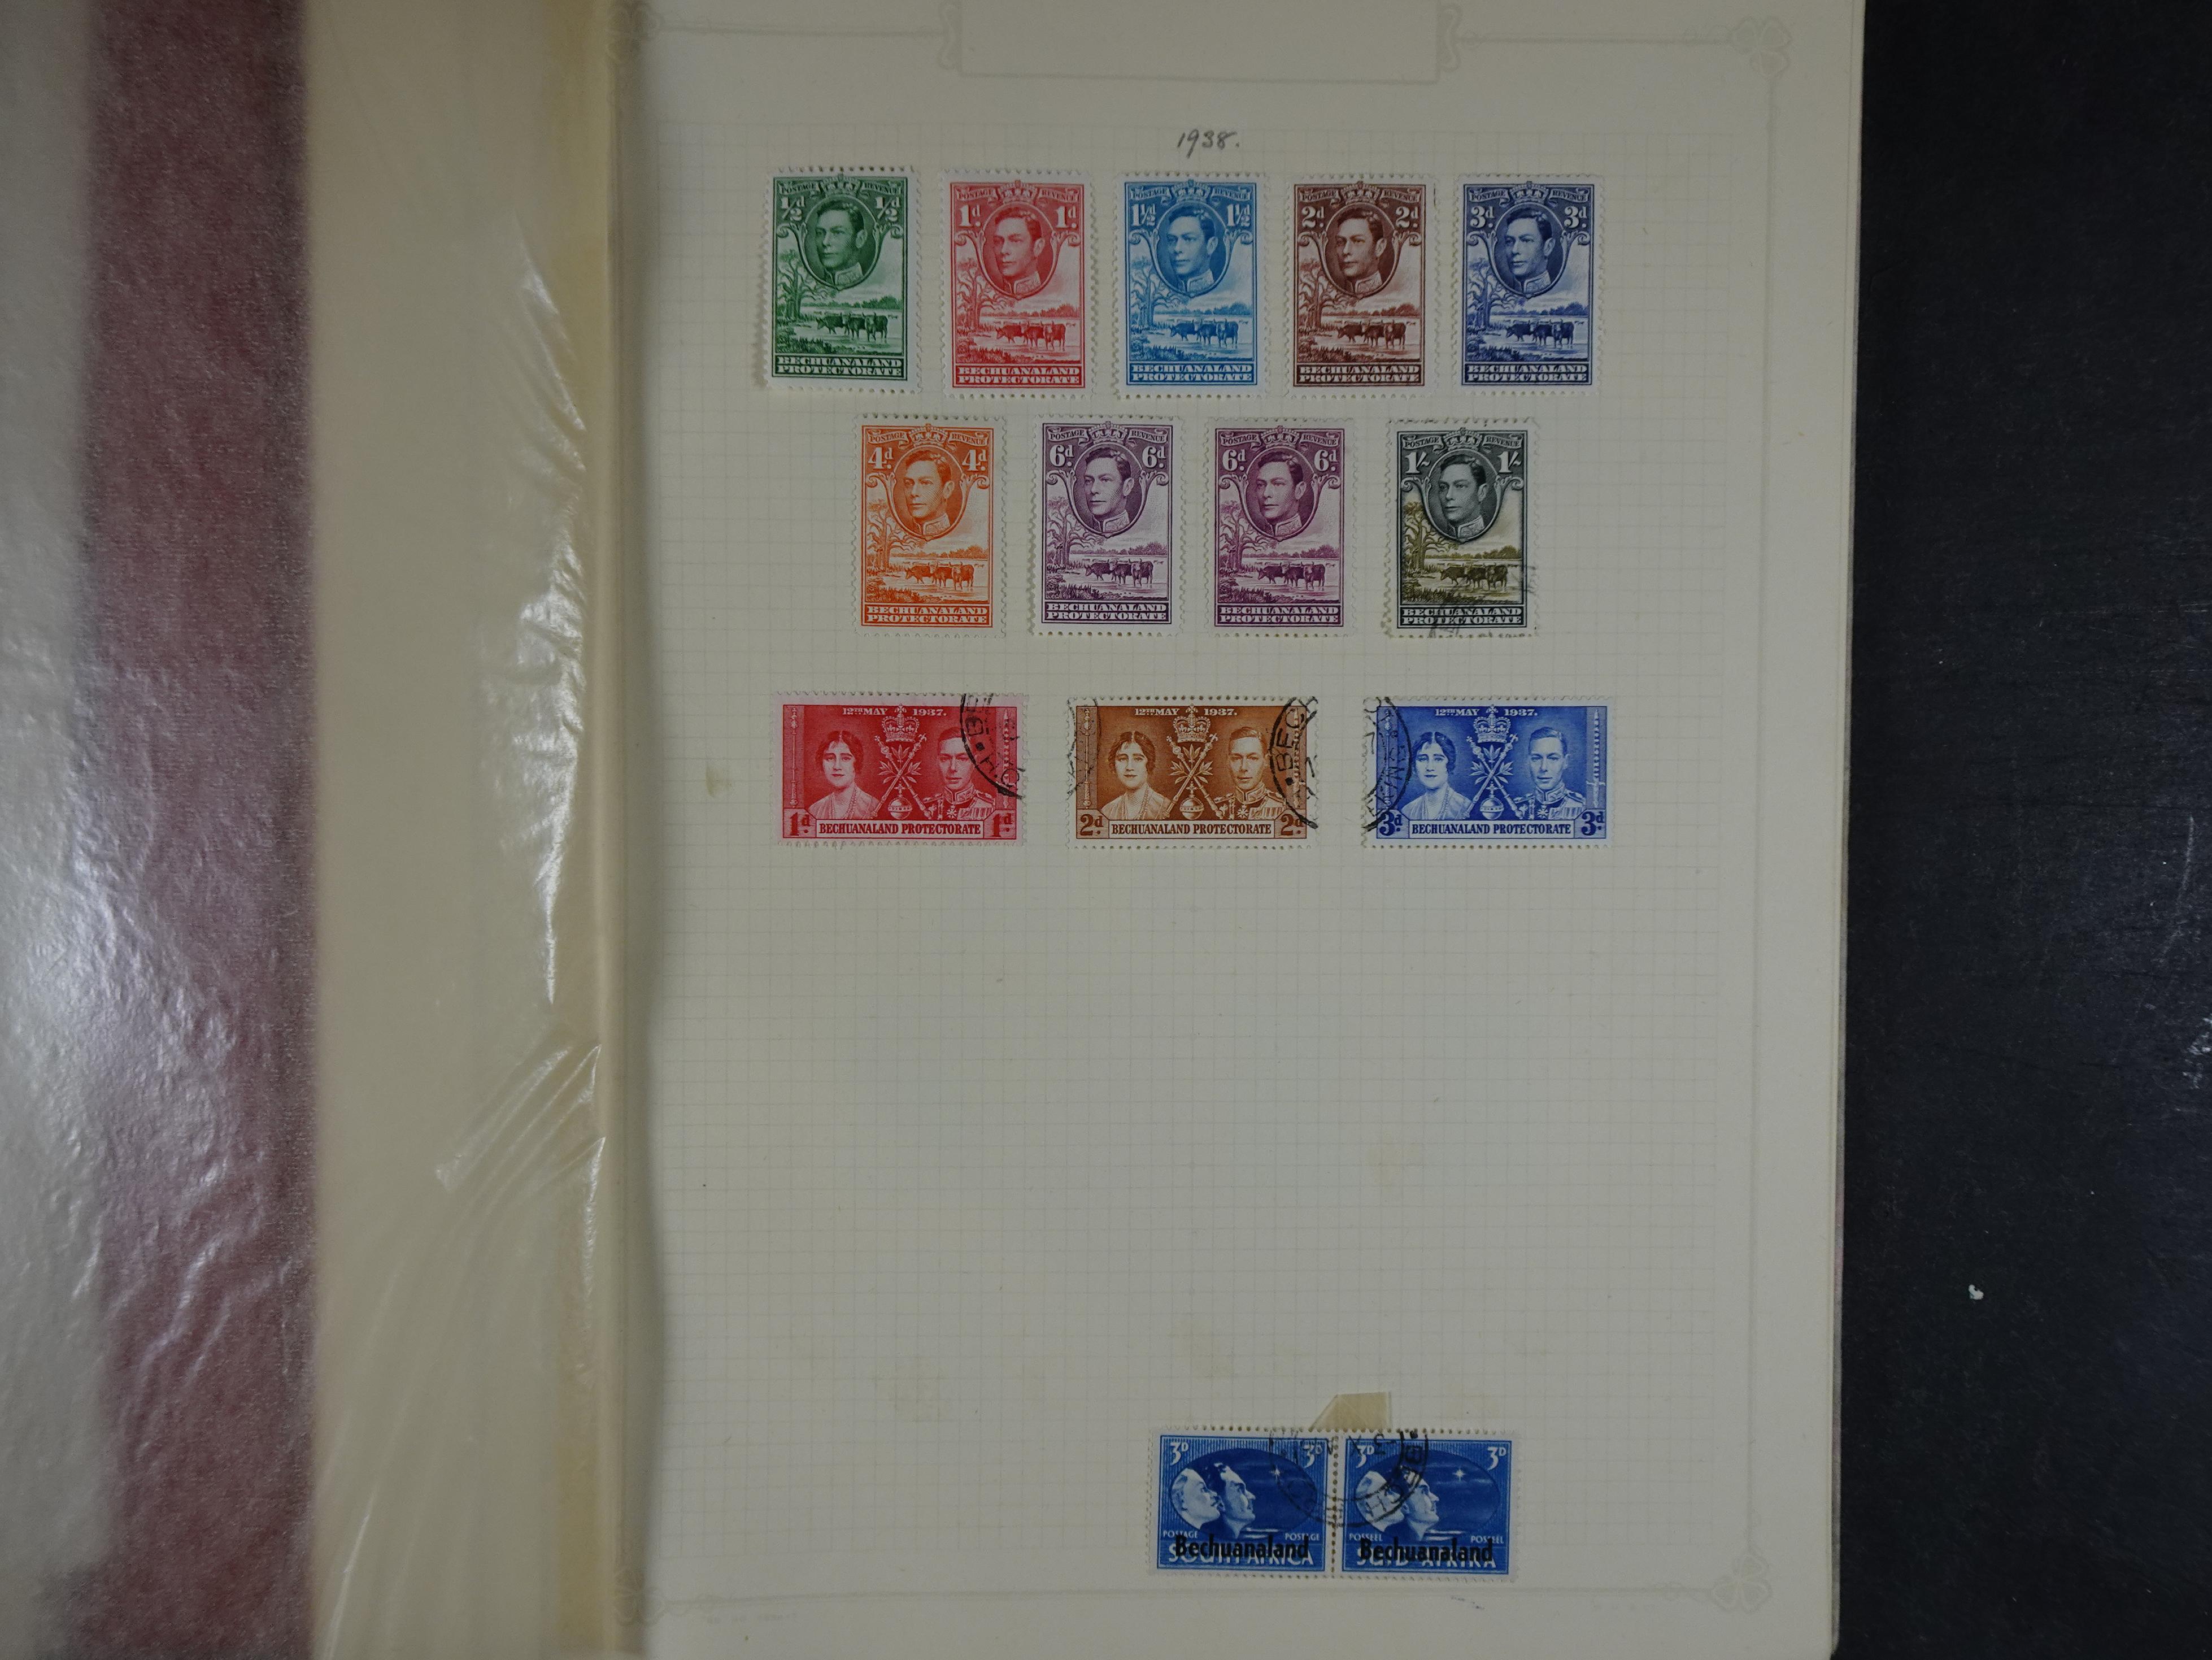 1938.
POSTAGE REVENUE
½d ½d
BECHUANALAND
PROTECTORATE
POSTAGE REVENUE
1d 1d
BECHUANALAND
PROTECTORATE
POSTAGE REVENUE
1½d 1½d
BECHUANALAND
PROTECTORATE
POSTAGE REVENUE
2d 2d
BECHUANALAND
PROTECTORATE
POSTAGE REVENUE
3d 3d
BECHUANALAND
PROTECTORATE
POSTAGE REVENUE
4d 4d
BECHUANALAND
PROTECTORATE
POSTAGE REVENUE
6d 6d
BECHUANALAND
PROTECTORATE
POSTAGE REVENUE
6d 6d
BECHUANALAND
PROTECTORATE
POSTAGE REVENUE
1/- 1/-
BECHUANALAND
PROTECTORATE
12TH MAY 1937.
1d BECHUANALAND PROTECTORATE 1d
12TH MAY 1937.
BECH
2d BECHUANALAND PROTECTORATE 2d
12TH MAY 1937.
3d BECHUANALAND PROTECTORATE 3d
3D 3D
POSTAGE POSTAGE
Bechuanaland
SOUTH AFRICA
3D 3D
BECH
POSSEEL POSSEEL
Bechuanaland
SUID-AFRIKA